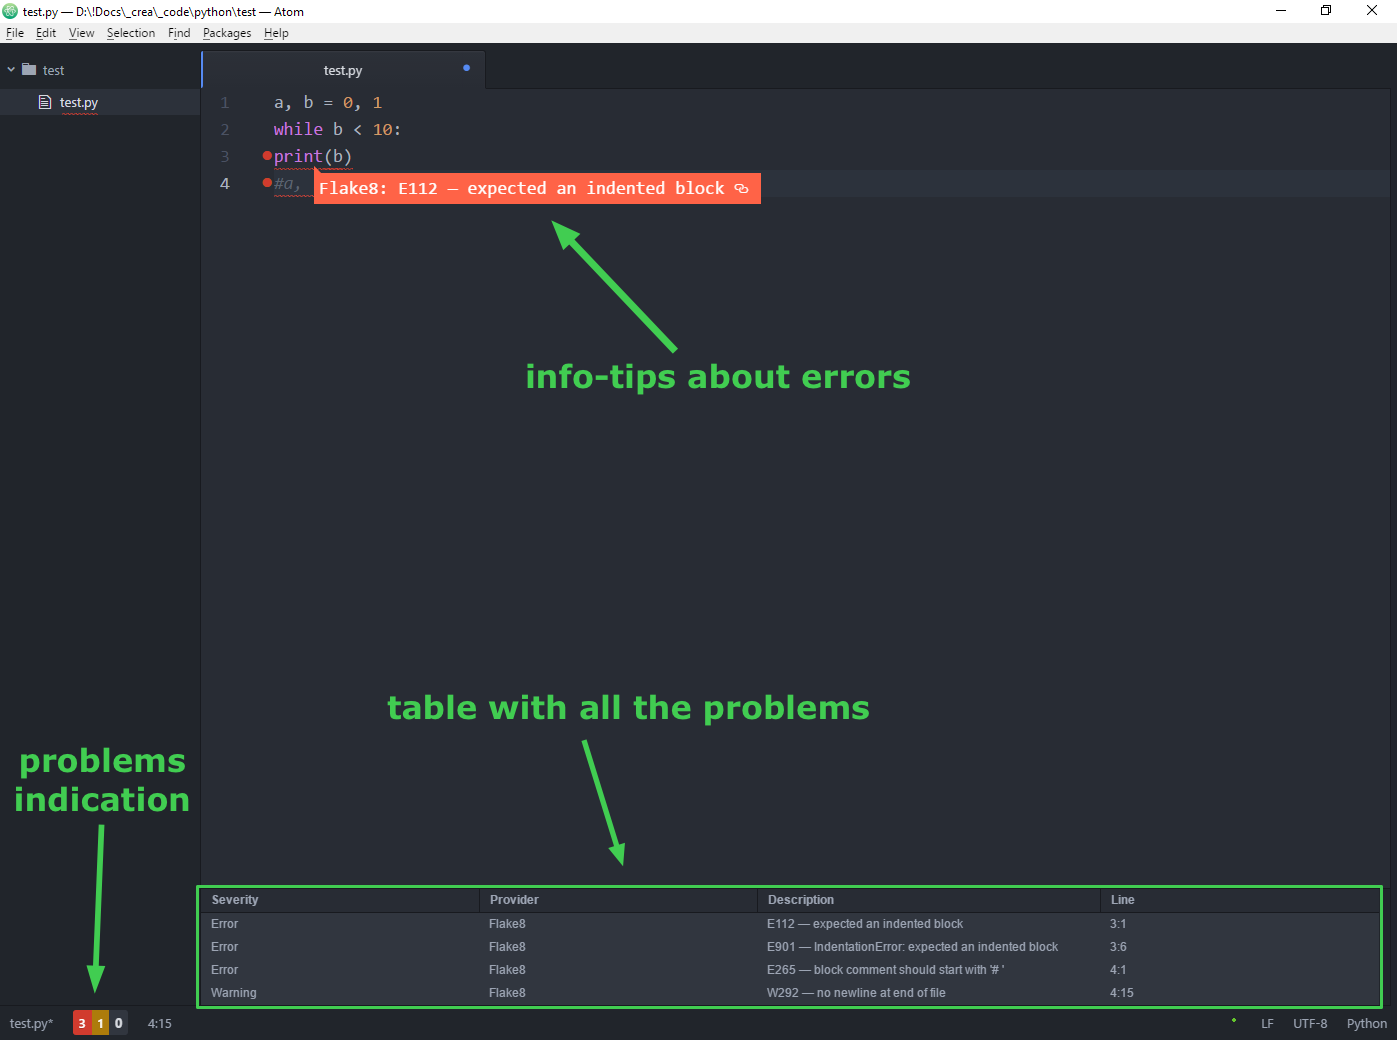 test.py — D:\!Docs\_crea\_code\python\test — Atom
File Edit View Selection Find Packages Help
test
test.py
test.py
1 a, b = 0, 1
2 while b < 10:
3 print(b)
4 #a,
Flake8: E112 — expected an indented block
info-tips about errors
table with all the problems
problems
indication
Severity Provider Description Line
Error Flake8 E112 — expected an indented block 3:1
Error Flake8 E901 — IndentationError: expected an indented block 3:6
Error Flake8 E265 — block comment should start with '# ' 4:1
Warning Flake8 W292 — no newline at end of file 4:15
test.py* 3 1 0 4:15 LF UTF-8 Python